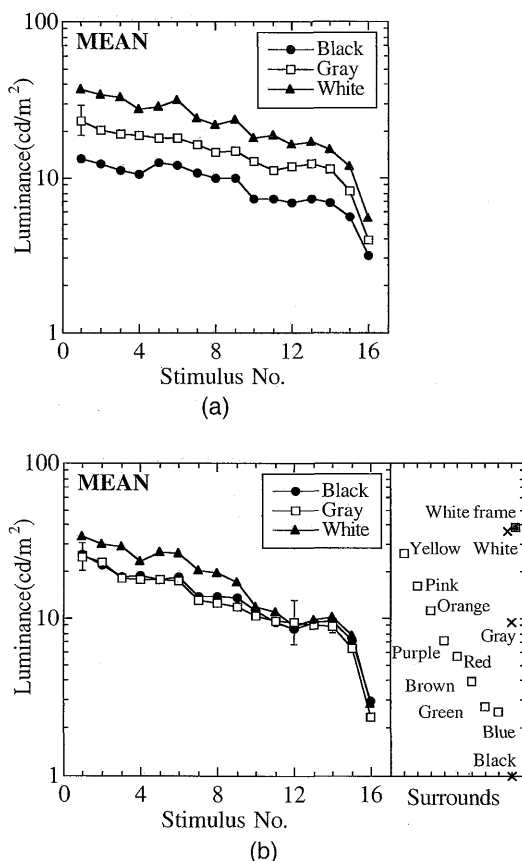 100
MEAN
Black
Gray
White
Luminance(cd/m²)
10
1
0 4 8 12 16
Stimulus No.
(a)
100
MEAN
Black
Gray
White
Luminance(cd/m²)
10
1
0 4 8 12 16
Stimulus No.
White frame
Yellow White
Pink
Orange
Gray
Purple
Red
Brown
Green
Blue
Black
Surrounds
(b)